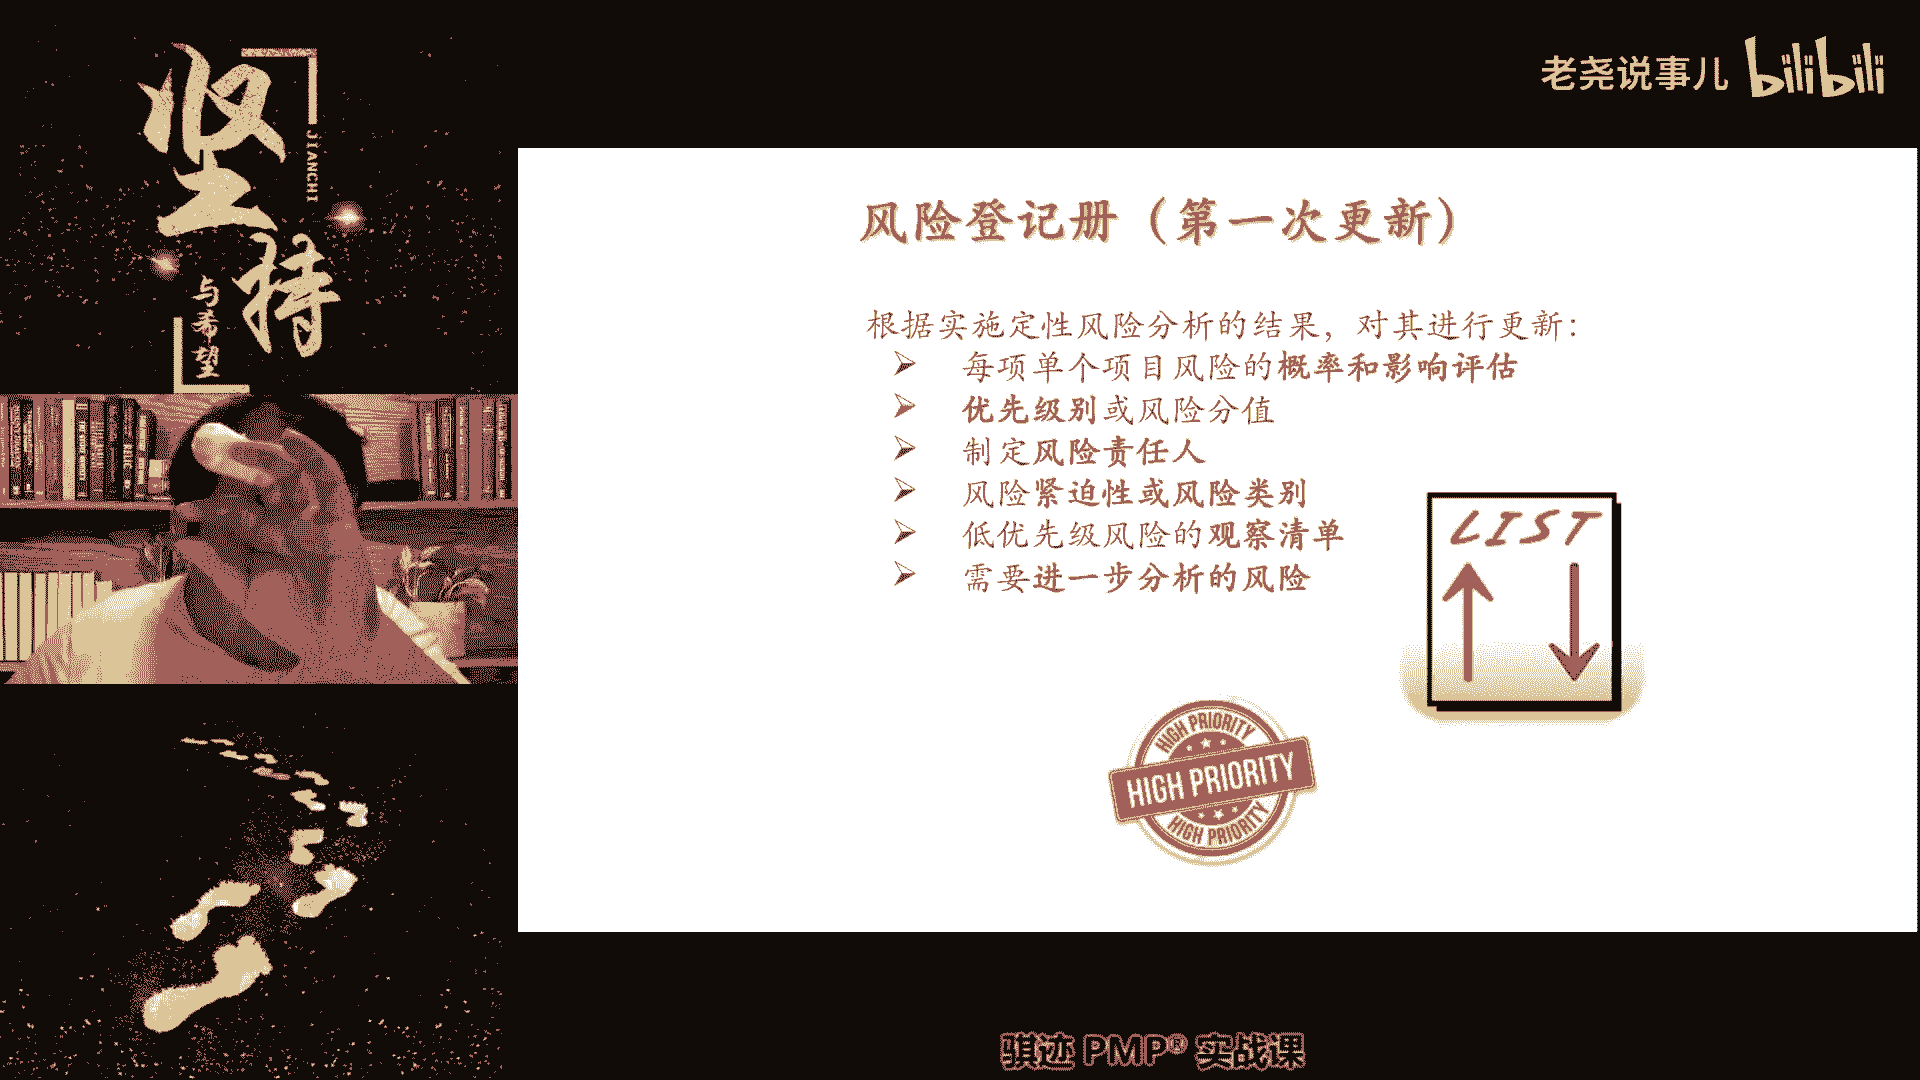 坚持
JIANCHI
与希望
老尧说事儿 bilibili
风险登记册（第一次更新）
根据实施定性风险分析的结果，对其进行更新：
➢ 每项单个项目风险的概率和影响评估
➢ 优先级别或风险分值
➢ 制定风险责任人
➢ 风险紧迫性或风险类别
➢ 低优先级风险的观察清单
➢ 需要进一步分析的风险
LIST
HIGH PRIORITY
HIGH PRIORITY
HIGH PRIORITY
骐迹 PMP® 实战课